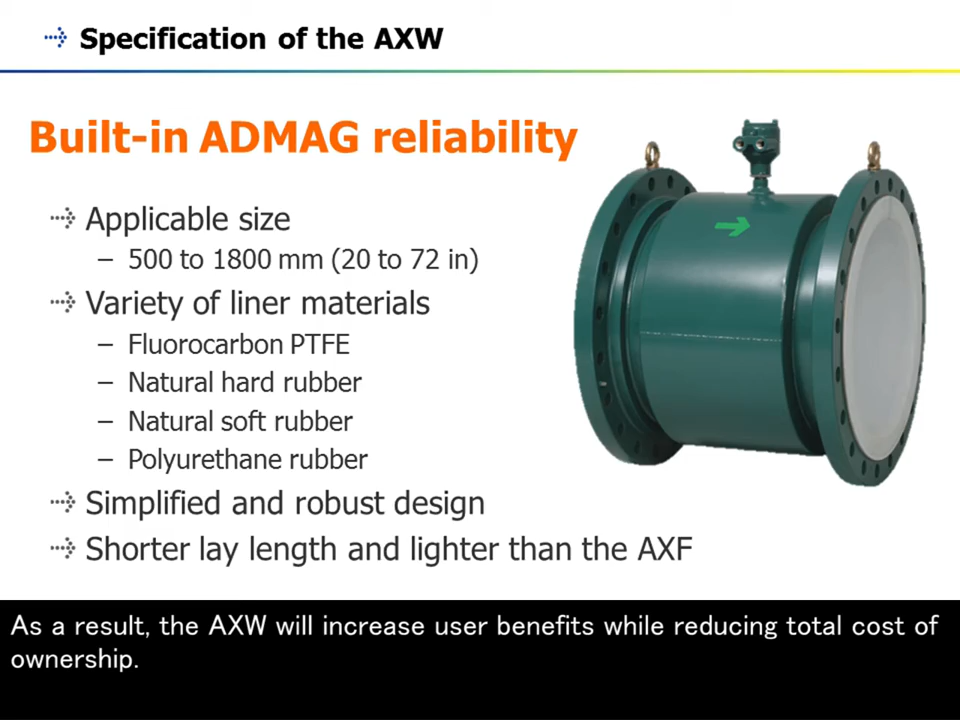 Specification of the AXW
Built-in ADMAG reliability
Applicable size
– 500 to 1800 mm (20 to 72 in)
Variety of liner materials
– Fluorocarbon PTFE
– Natural hard rubber
– Natural soft rubber
– Polyurethane rubber
Simplified and robust design
Shorter lay length and lighter than the AXF
As a result, the AXW will increase user benefits while reducing total cost of
ownership.